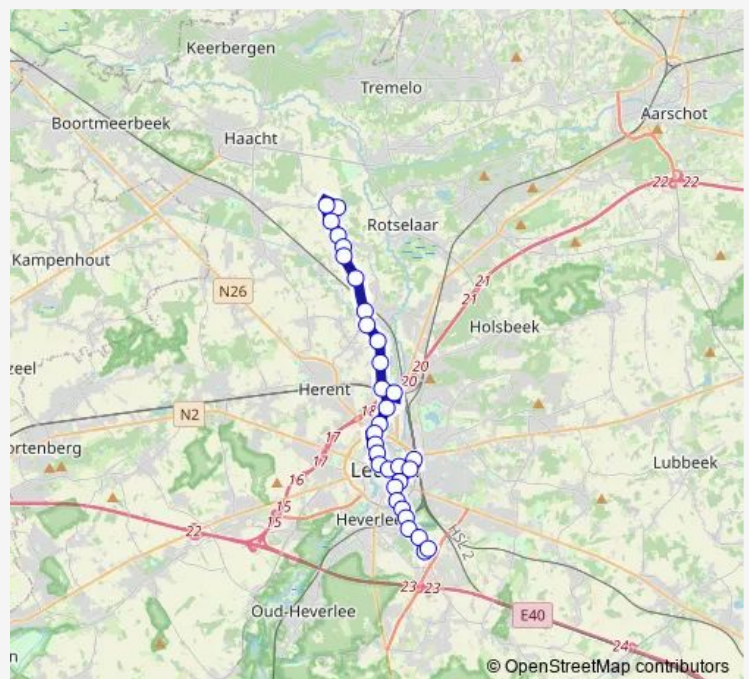 Keerbergen
Tremelo
Boortmeerbeek
Haacht
Aarschot
22
22
Rotselaar
Kampenhout
N26
21
21
Holsbeek
zeel
20
20
Herent
18
N2
17
17
ortenberg
16
Lubbeek
15
15
Heverlee
22
HSL 2
23
23
Oud-Heverlee
E40
24
n
© OpenStreetMap contributors